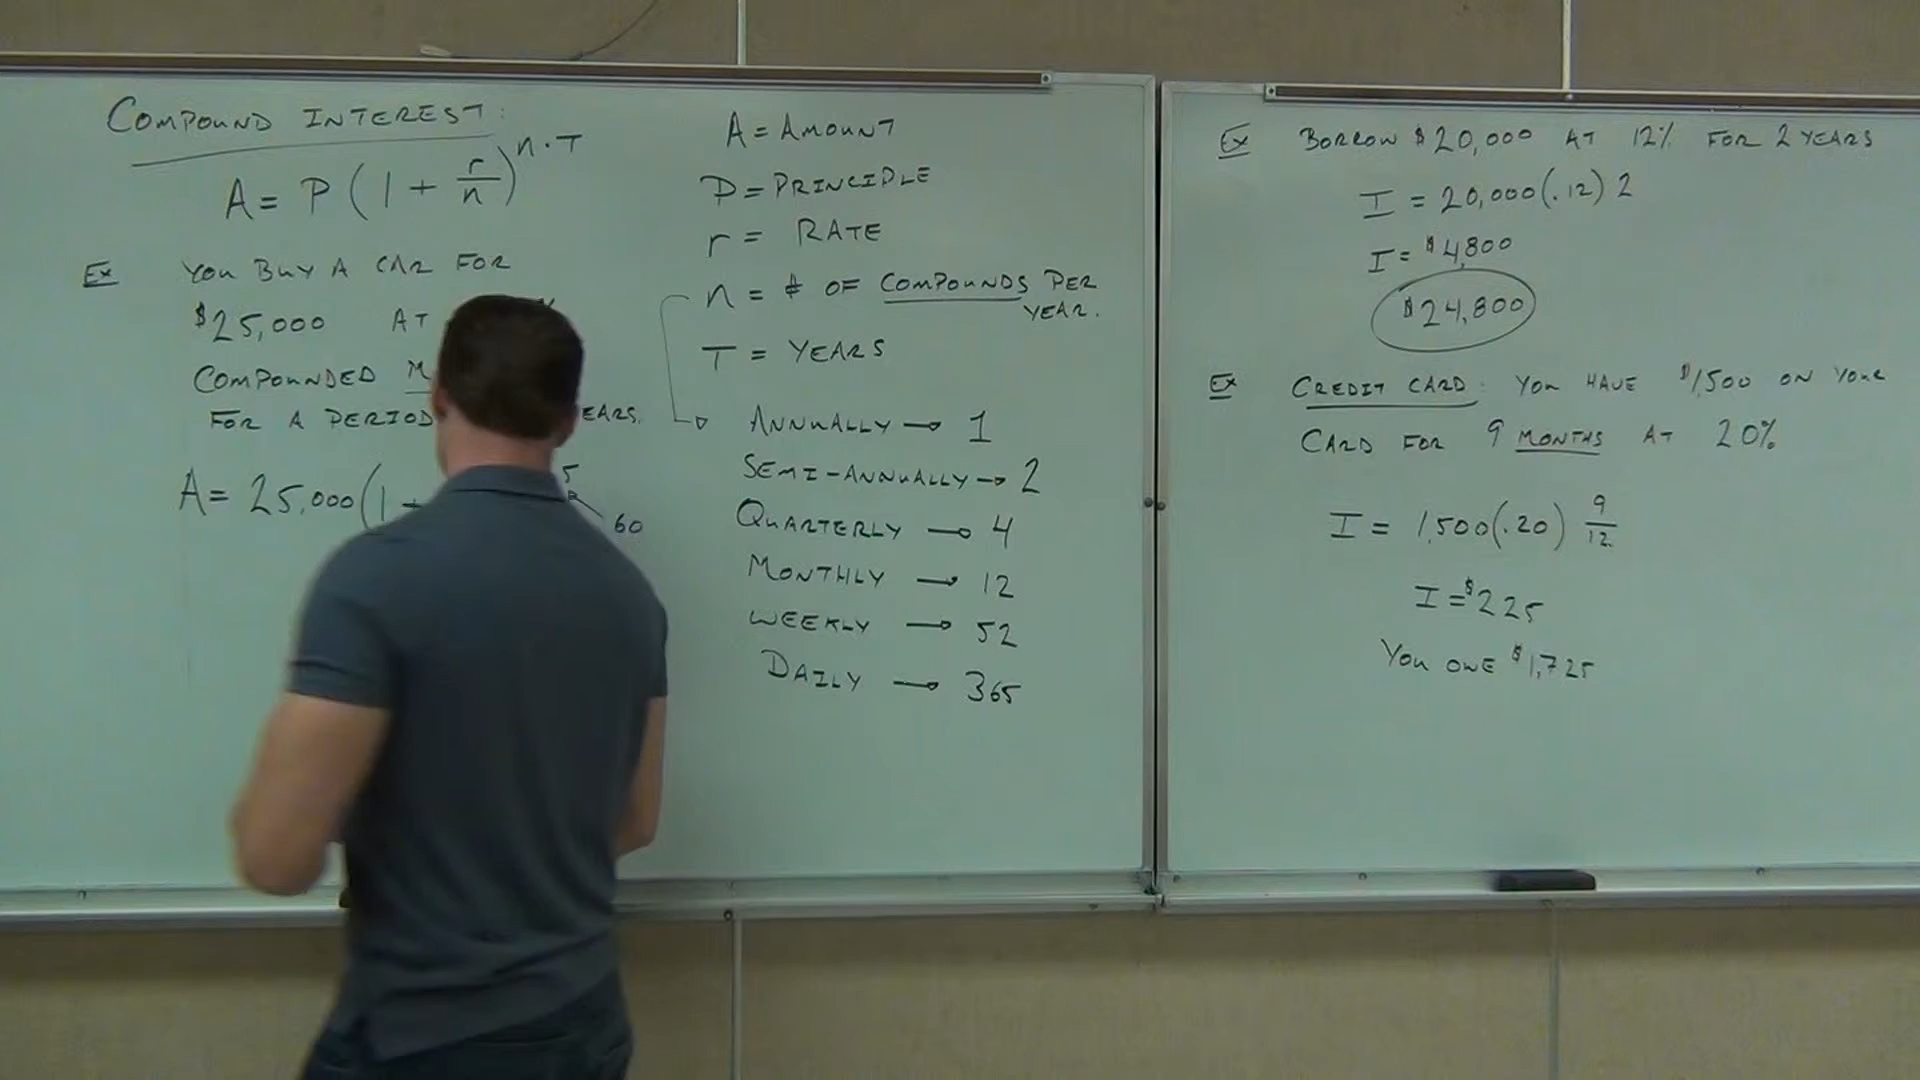 COMPOUND INTEREST:
A = P (1 + r/n)^n·T
Ex YOU BUY A CAR FOR
$25,000 AT %
COMPOUNDED M
FOR A PERIOD EARS.
A = 25,000(1 + 5
60
A = AMOUNT
P = PRINCIPLE
r = RATE
n = # OF COMPOUNDS PER
YEAR.
T = YEARS
ANNUALLY → 1
SEMI-ANNUALLY → 2
QUARTERLY → 4
MONTHLY → 12
WEEKLY → 52
DAILY → 365
Ex BORROW $20,000 AT 12% FOR 2 YEARS
I = 20,000(.12) 2
I = $4,800
$24,800
Ex CREDIT CARD: YOU HAVE $1,500 ON YOUR
CARD FOR 9 MONTHS AT 20%
I = 1,500(.20) 9/12
I = $225
YOU OWE $1,725